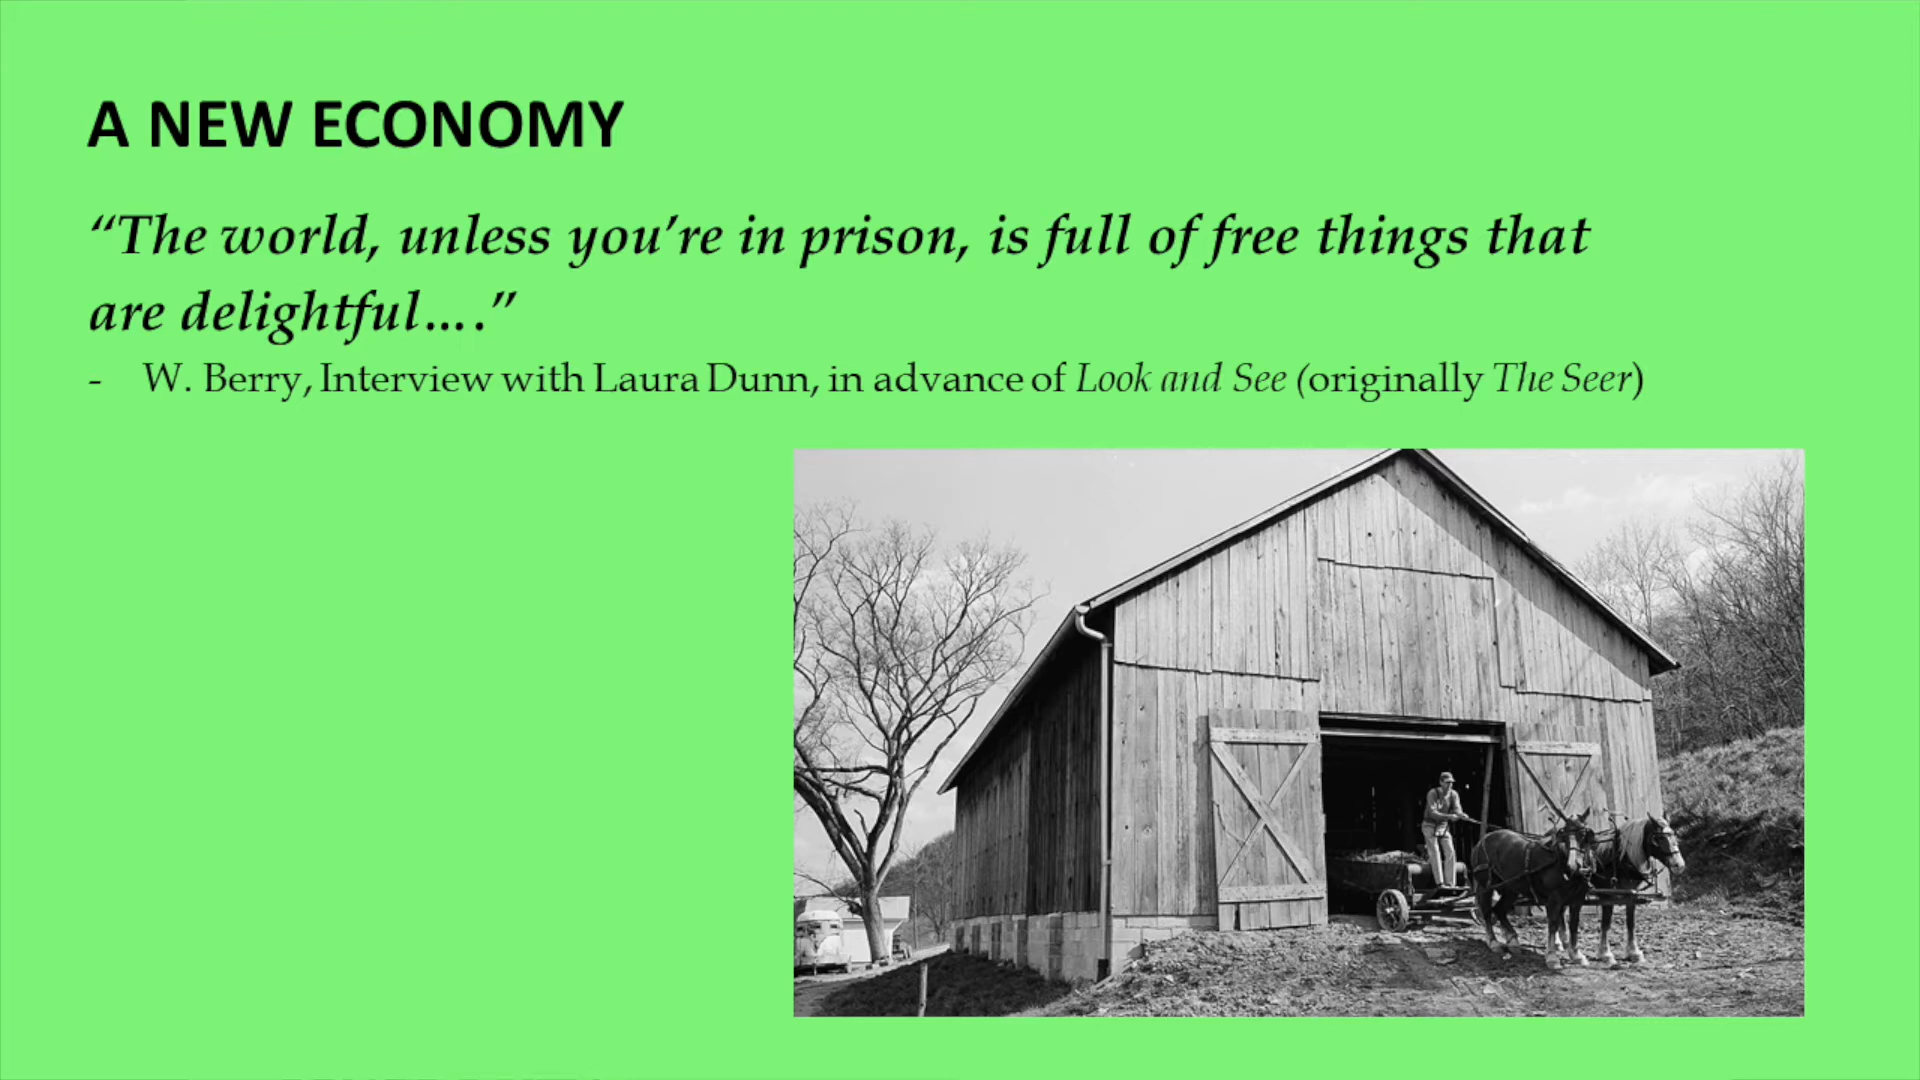 A NEW ECONOMY
“The world, unless you’re in prison, is full of free things that
are delightful….”
- W. Berry, Interview with Laura Dunn, in advance of Look and See (originally The Seer)